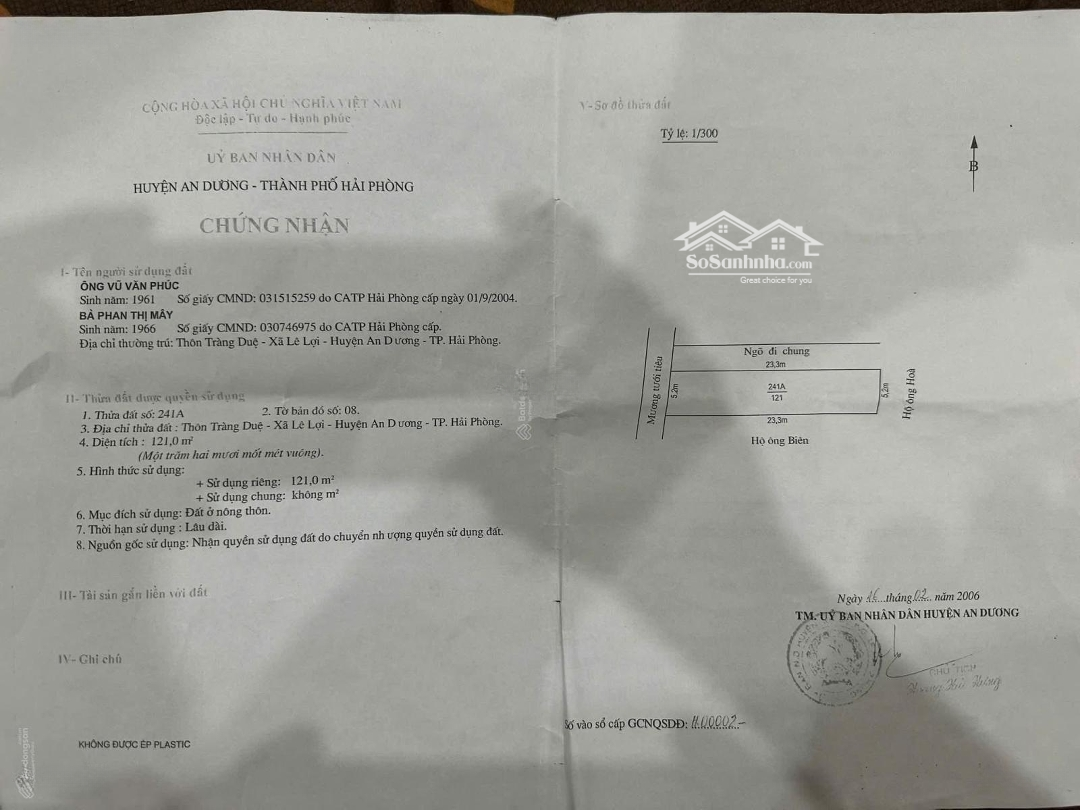 CỘNG HÒA XÃ HỘI CHỦ NGHĨA VIỆT NAM
Độc lập - Tự do - Hạnh phúc
UỶ BAN NHÂN DÂN
HUYỆN AN DƯƠNG - THÀNH PHỐ HẢI PHÒNG
CHỨNG NHẬN
I- Tên người sử dụng đất
ÔNG VŨ VĂN PHÚC
Sinh năm: 1961 Số giấy CMND: 031515259 do CATP Hải Phòng cấp ngày 01/9/2004.
BÀ PHAN THỊ MÂY
Sinh năm: 1966 Số giấy CMND: 030746975 do CATP Hải Phòng cấp.
Địa chỉ thường trú: Thôn Tràng Duệ - Xã Lê Lợi - Huyện An Dương - TP. Hải Phòng.
II- Thửa đất được quyền sử dụng
1. Thửa đất số: 241A 2. Tờ bản đồ số: 08.
3. Địa chỉ thửa đất : Thôn Tràng Duệ - Xã Lê Lợi - Huyện An Dương - TP. Hải Phòng.
4. Diện tích : 121,0 m²
(Một trăm hai mươi mốt mét vuông).
5. Hình thức sử dụng:
+ Sử dụng riêng: 121,0 m²
+ Sử dụng chung: không m²
6. Mục đích sử dụng: Đất ở nông thôn.
7. Thời hạn sử dụng : Lâu dài.
8. Nguồn gốc sử dụng: Nhận quyền sử dụng đất do chuyển nh ượng quyền sử dụng đất.
III- Tài sản gắn liền với đất
IV- Ghi chú
KHÔNG ĐƯỢC ÉP PLASTIC
V- Sơ đồ thửa đất
Tỷ lệ: 1/300
B
SoSanhnha.com
Great choice for you
Ngõ đi chung
23,3m
Mương tưới tiêu
5,2m
241A
121
5,2m
Hộ ông Hoà
23,3m
Hộ ông Biên
Ngày 16 tháng 02 năm 2006
TM. UỶ BAN NHÂN DÂN HUYỆN AN DƯƠNG
CHỦ TỊCH
Số vào sổ cấp GCNQSDĐ: H00002
Batdongsan